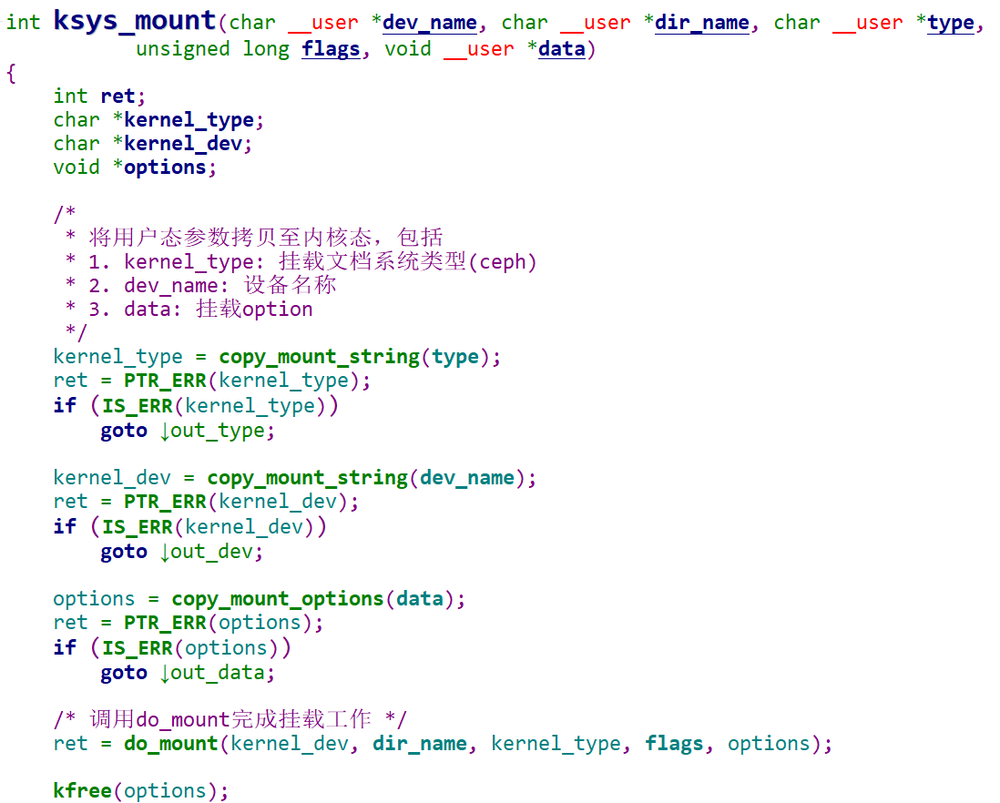 int ksys_mount(char __user *dev_name, char __user *dir_name, char __user *type,
unsigned long flags, void __user *data)
{
int ret;
char *kernel_type;
char *kernel_dev;
void *options;
/*
* 将用户态参数拷贝至内核态，包括
* 1. kernel_type: 挂载文档系统类型(ceph)
* 2. dev_name: 设备名称
* 3. data: 挂载option
*/
kernel_type = copy_mount_string(type);
ret = PTR_ERR(kernel_type);
if (IS_ERR(kernel_type))
goto ↓out_type;
kernel_dev = copy_mount_string(dev_name);
ret = PTR_ERR(kernel_dev);
if (IS_ERR(kernel_dev))
goto ↓out_dev;
options = copy_mount_options(data);
ret = PTR_ERR(options);
if (IS_ERR(options))
goto ↓out_data;
/* 调用do_mount完成挂载工作 */
ret = do_mount(kernel_dev, dir_name, kernel_type, flags, options);
kfree(options);